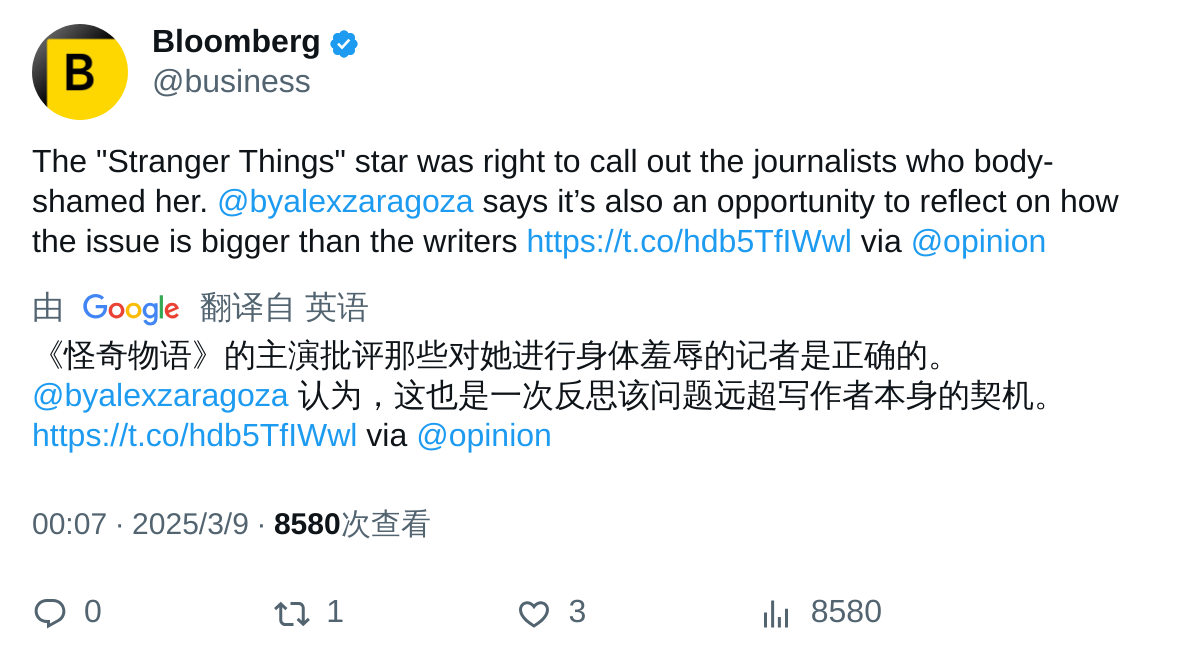 B
Bloomberg
@business
The "Stranger Things" star was right to call out the journalists who body-
shamed her. @byalexzaragoza says it’s also an opportunity to reflect on how
the issue is bigger than the writers https://t.co/hdb5TfIWwl via @opinion
由 Google 翻译自 英语
《怪奇物语》的主演批评那些对她进行身体羞辱的记者是正确的。
@byalexzaragoza 认为，这也是一次反思该问题远超写作者本身的契机。
https://t.co/hdb5TfIWwl via @opinion
00:07 · 2025/3/9 · 8580次查看
0 1 3 8580